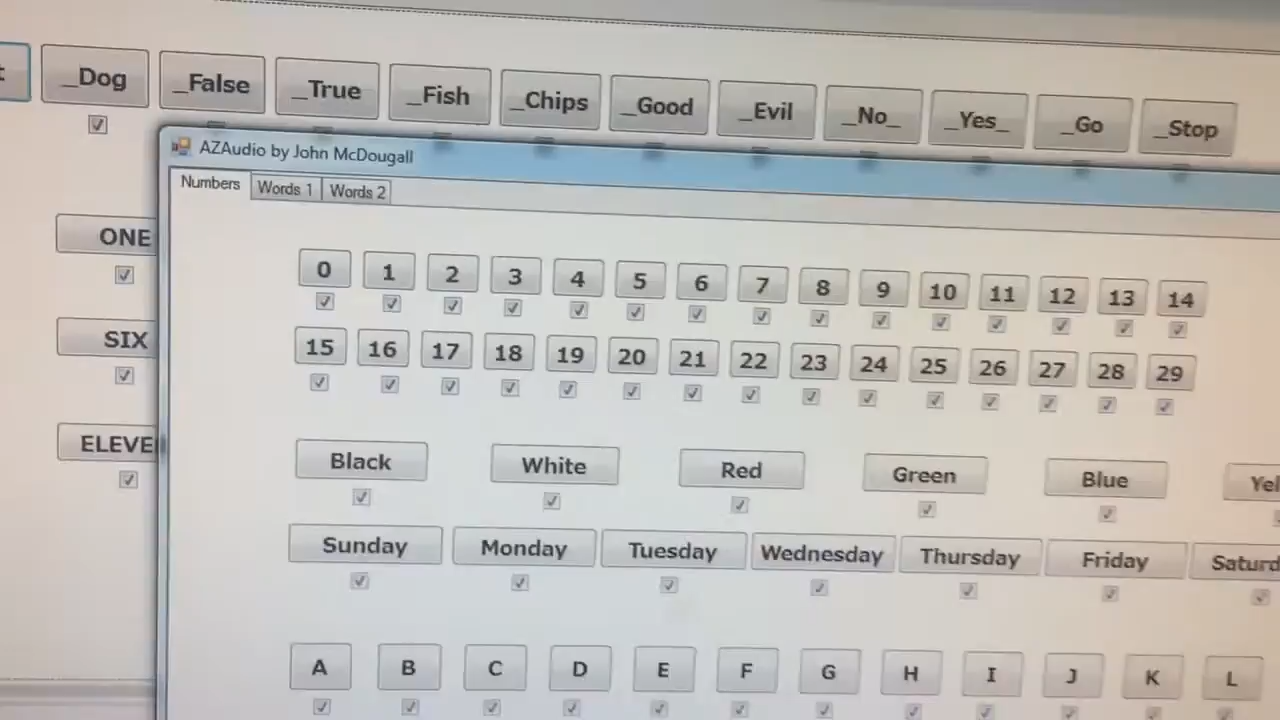 t _Dog _False _True _Fish _Chips _Good _Evil _No_ _Yes_ _Go _Stop
AZAudio by John McDougall
Numbers Words 1 Words 2
ONE
0 1 2 3 4 5 6 7 8 9 10 11 12 13 14
SIX
15 16 17 18 19 20 21 22 23 24 25 26 27 28 29
ELEVE
Black White Red Green Blue Yel
Sunday Monday Tuesday Wednesday Thursday Friday Saturd
A B C D E F G H I J K L